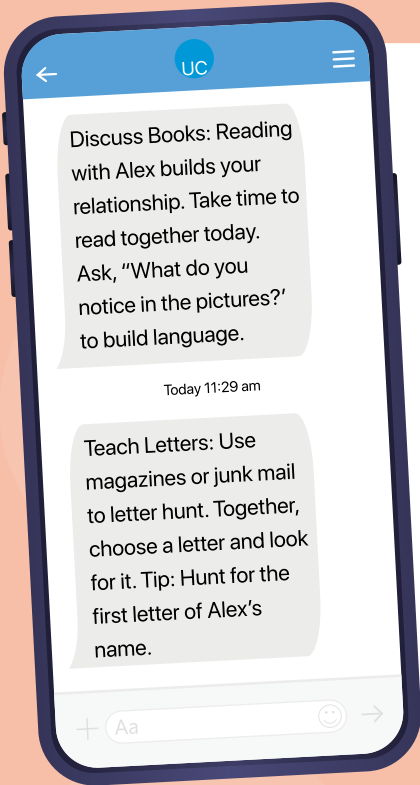 UC
Discuss Books: Reading
with Alex builds your
relationship. Take time to
read together today.
Ask, “What do you
notice in the pictures?’
to build language.
Today 11:29 am
Teach Letters: Use
magazines or junk mail
to letter hunt. Together,
choose a letter and look
for it. Tip: Hunt for the
first letter of Alex’s
name.
Aa